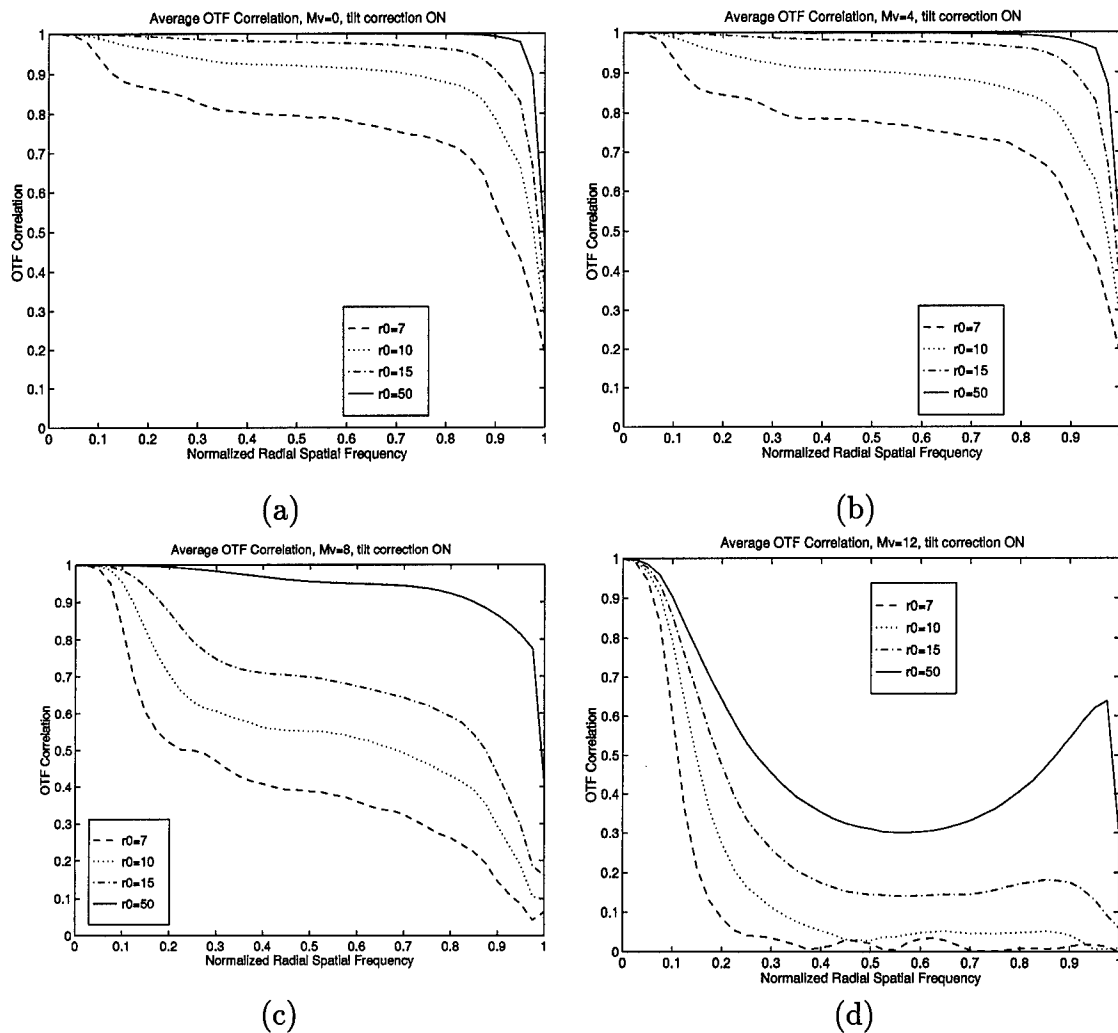 Average OTF Correlation, Mv=0, tilt correction ON
1
0.9
0.8
0.7
0.6
0.5
0.4
0.3
0.2
0.1
0
OTF Correlation
r0=7
r0=10
r0=15
r0=50
0 0.1 0.2 0.3 0.4 0.5 0.6 0.7 0.8 0.9 1
Normalized Radial Spatial Frequency
(a)
Average OTF Correlation, Mv=4, tilt correction ON
1
0.9
0.8
0.7
0.6
0.5
0.4
0.3
0.2
0.1
0
OTF Correlation
r0=7
r0=10
r0=15
r0=50
0 0.1 0.2 0.3 0.4 0.5 0.6 0.7 0.8 0.9
Normalized Radial Spatial Frequency
(b)
Average OTF Correlation, Mv=8, tilt correction ON
1
0.9
0.8
0.7
0.6
0.5
0.4
0.3
0.2
0.1
0
OTF Correlation
r0=7
r0=10
r0=15
r0=50
0 0.1 0.2 0.3 0.4 0.5 0.6 0.7 0.8 0.9 1
Normalized Radial Spatial Frequency
(c)
Average OTF Correlation, Mv=12, tilt correction ON
1
0.9
0.8
0.7
0.6
0.5
0.4
0.3
0.2
0.1
0
OTF Correlation
r0=7
r0=10
r0=15
r0=50
0 0.1 0.2 0.3 0.4 0.5 0.6 0.7 0.8 0.9
Normalized Radial Spatial Frequency
(d)